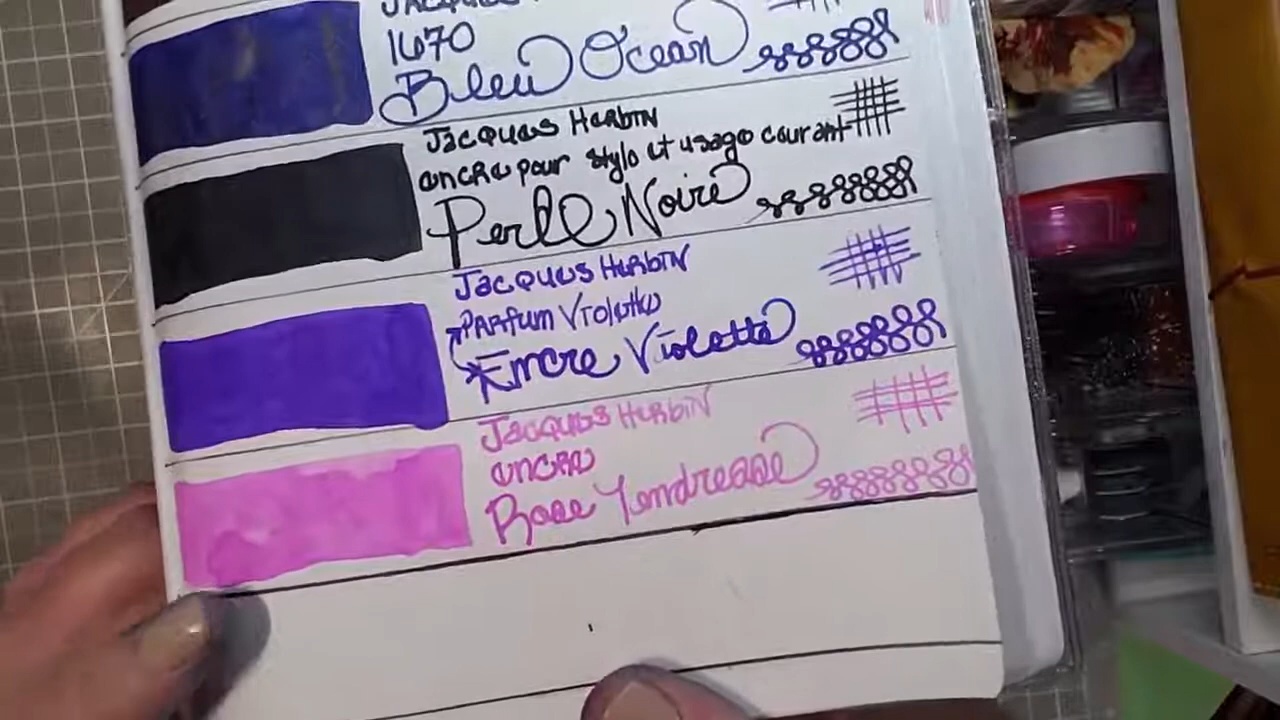 JACQUES
1670
Bleu Ocean
Jacques Herbin
encre pour stylo et usage courant
Perle Noire
Jacques Herbin
Parfum Violette
Encre Violette
Jacques Herbin
encre
Rose Tendresse